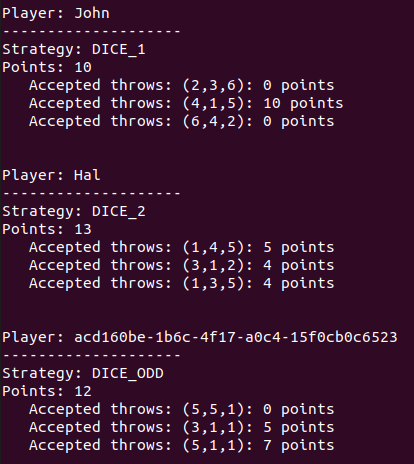 Player: John
--------------------
Strategy: DICE_1
Points: 10
   Accepted throws: (2,3,6): 0 points
   Accepted throws: (4,1,5): 10 points
   Accepted throws: (6,4,2): 0 points
Player: Hal
--------------------
Strategy: DICE_2
Points: 13
   Accepted throws: (1,4,5): 5 points
   Accepted throws: (3,1,2): 4 points
   Accepted throws: (1,3,5): 4 points
Player: acd160be-1b6c-4f17-a0c4-15f0cb0c6523
--------------------
Strategy: DICE_ODD
Points: 12
   Accepted throws: (5,5,1): 0 points
   Accepted throws: (3,1,1): 5 points
   Accepted throws: (5,1,1): 7 points